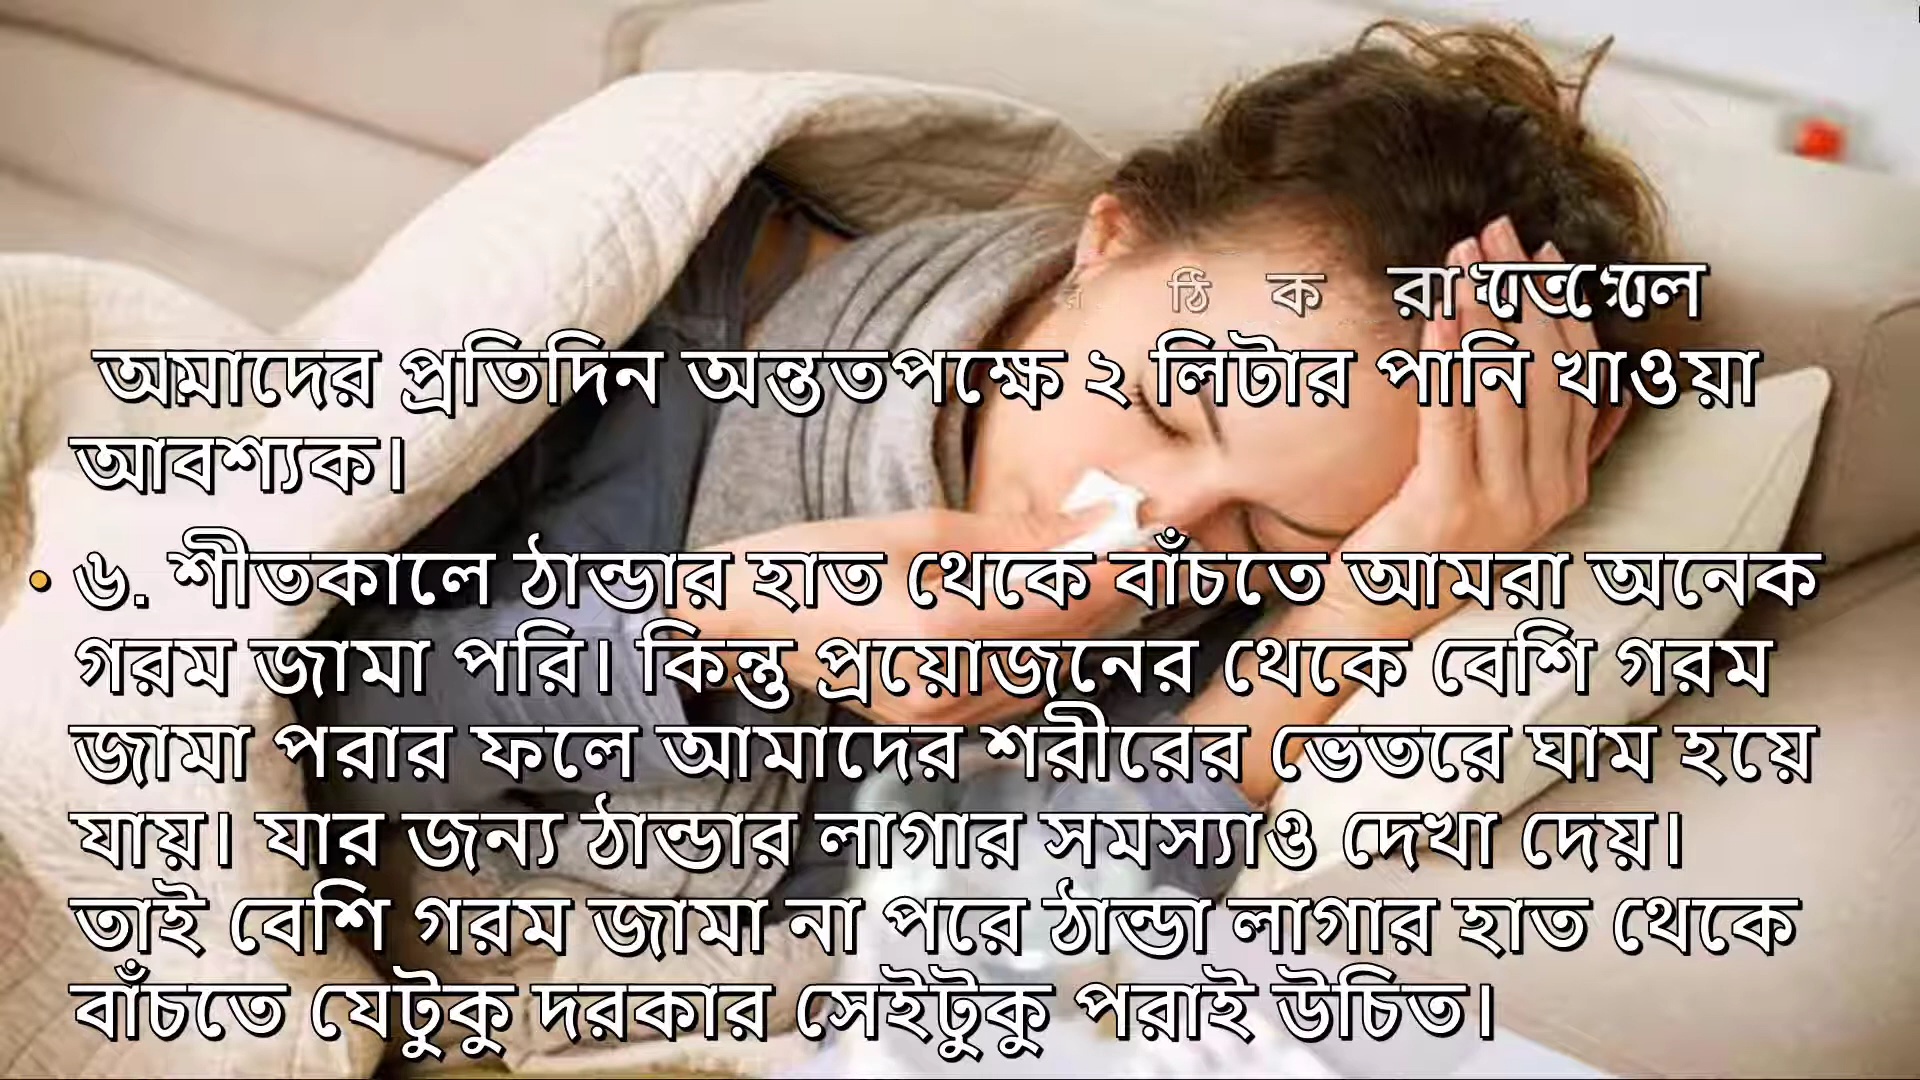 ঠি ক রা
আমাদের প্রতিদিন অন্ততপক্ষে ২ লিটার পানি খাওয়া
আবশ্যক।
• ৬. শীতকালে ঠান্ডার হাত থেকে বাঁচতে আমরা অনেক
গরম জামা পরি। কিন্তু প্রয়োজনের থেকে বেশি গরম
জামা পরার ফলে আমাদের শরীরের ভেতরে ঘাম হয়ে
যায়। যার জন্য ঠান্ডার লাগার সমস্যাও দেখা দেয়।
তাই বেশি গরম জামা না পরে ঠান্ডা লাগার হাত থেকে
বাঁচতে যেটুকু দরকার সেইটুকু পরাই উচিত।